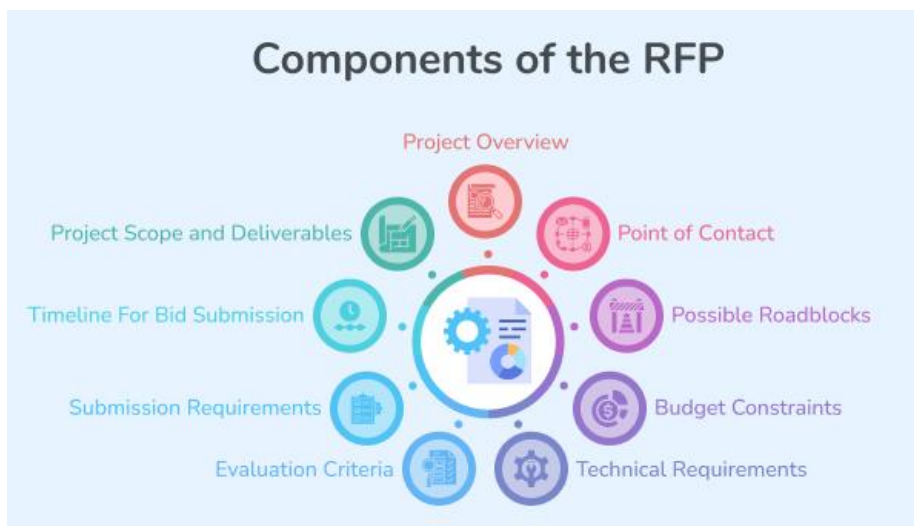 Components of the RFP
Project Overview
Project Scope and Deliverables
Point of Contact
Timeline For Bid Submission
Possible Roadblocks
Submission Requirements
Budget Constraints
Evaluation Criteria
Technical Requirements